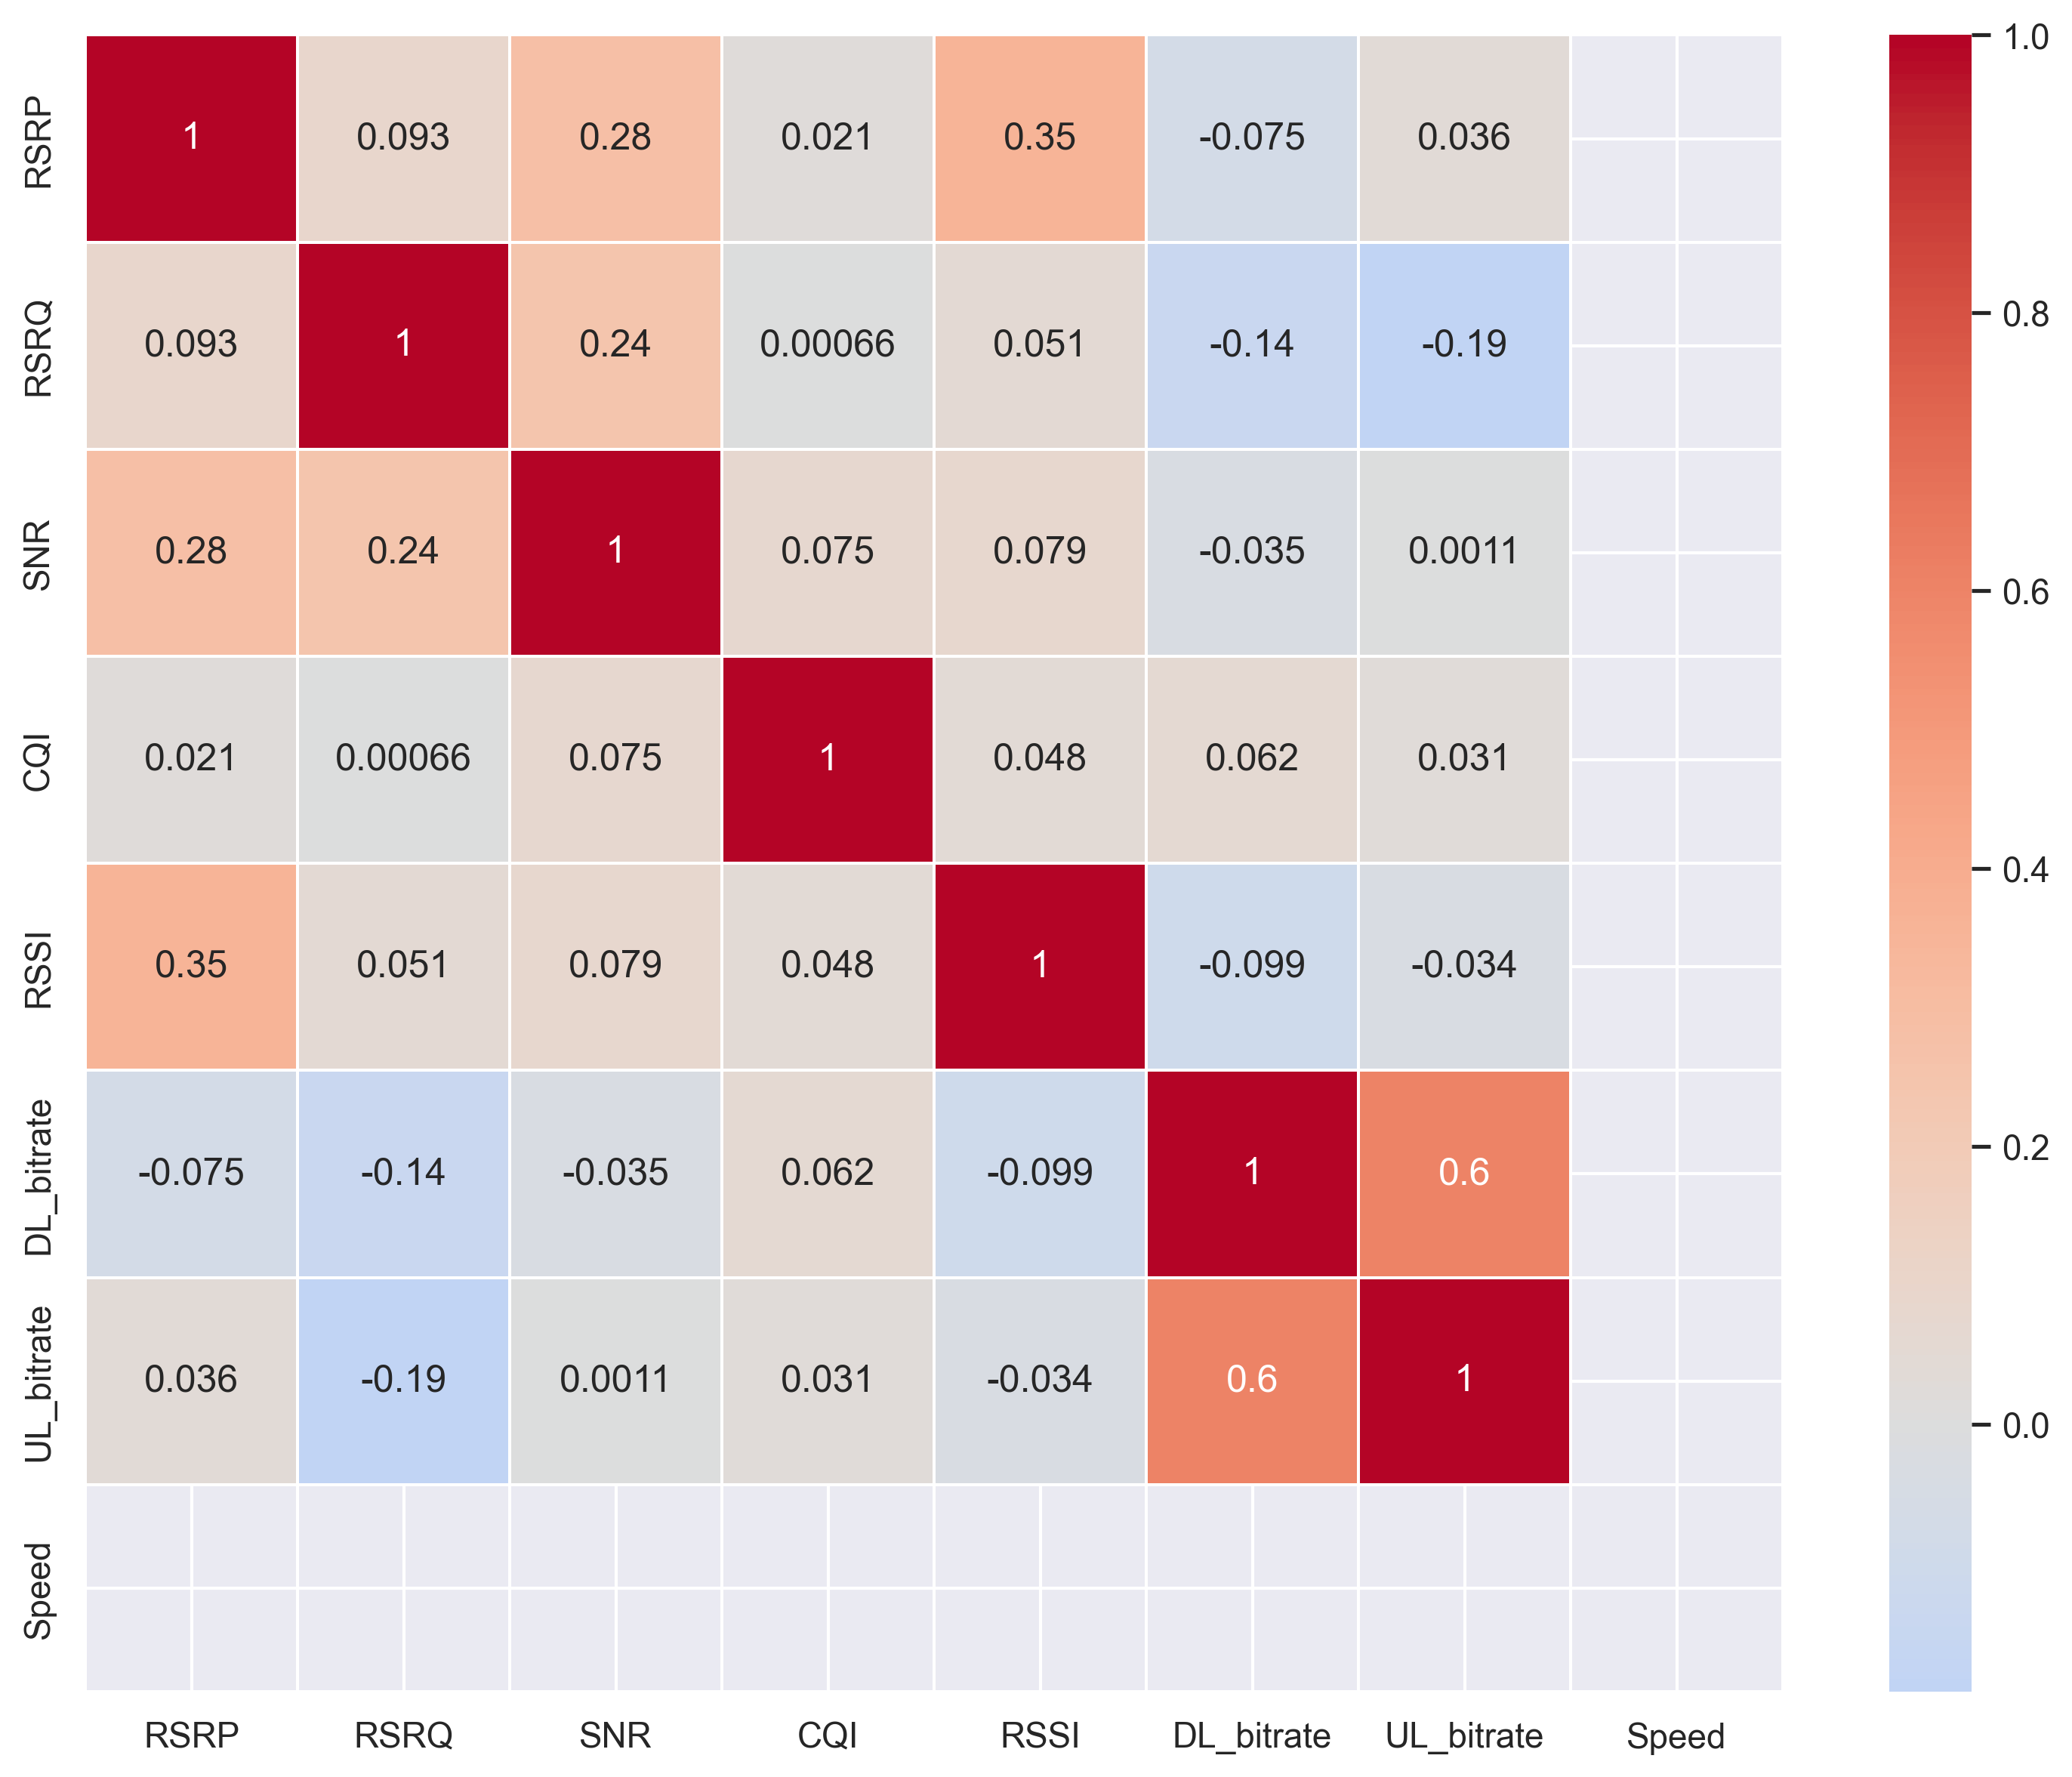 RSRP 1 0.093 0.28 0.021 0.35 -0.075 0.036
RSRQ 0.093 1 0.24 0.00066 0.051 -0.14 -0.19
SNR 0.28 0.24 1 0.075 0.079 -0.035 0.0011
CQI 0.021 0.00066 0.075 1 0.048 0.062 0.031
RSSI 0.35 0.051 0.079 0.048 1 -0.099 -0.034
DL_bitrate -0.075 -0.14 -0.035 0.062 -0.099 1 0.6
UL_bitrate 0.036 -0.19 0.0011 0.031 -0.034 0.6 1
Speed
RSRP RSRQ SNR CQI RSSI DL_bitrate UL_bitrate Speed
1.0
0.8
0.6
0.4
0.2
0.0